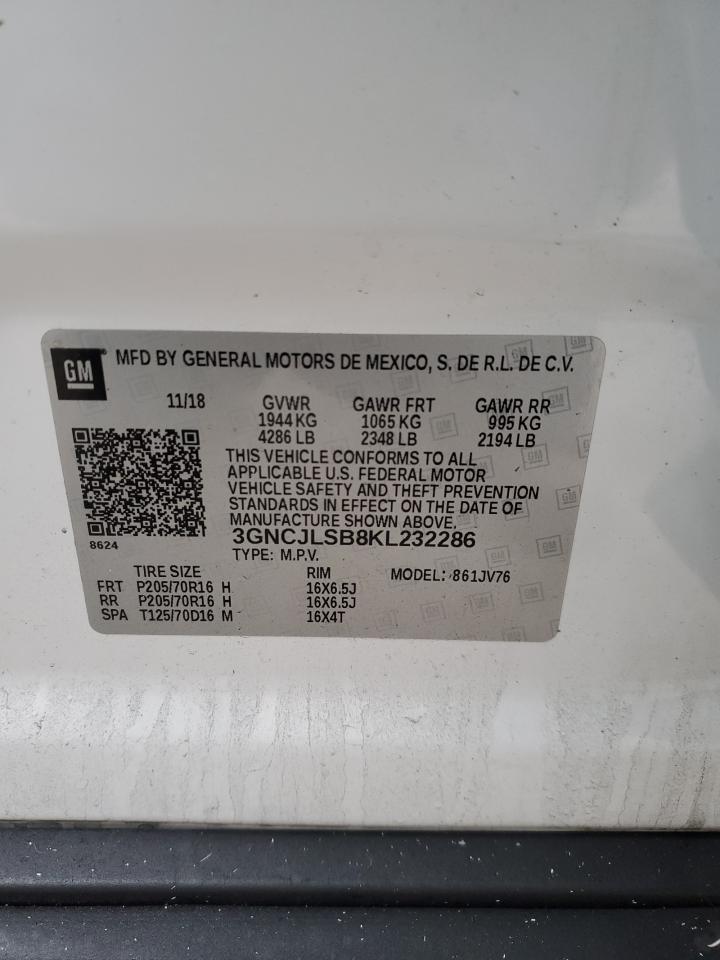 GM
MFD BY GENERAL MOTORS DE MEXICO, S. DE R.L. DE C.V.
11/18 GVWR GAWR FRT GAWR RR
1944 KG 1065 KG 995 KG
4286 LB 2348 LB 2194 LB
THIS VEHICLE CONFORMS TO ALL
APPLICABLE U.S. FEDERAL MOTOR
VEHICLE SAFETY AND THEFT PREVENTION
STANDARDS IN EFFECT ON THE DATE OF
MANUFACTURE SHOWN ABOVE.
8624
3GNCJLSB8KL232286
TYPE: M.P.V.
TIRE SIZE RIM MODEL: 861JV76
FRT P205/70R16 H 16X6.5J
RR P205/70R16 H 16X6.5J
SPA T125/70D16 M 16X4T